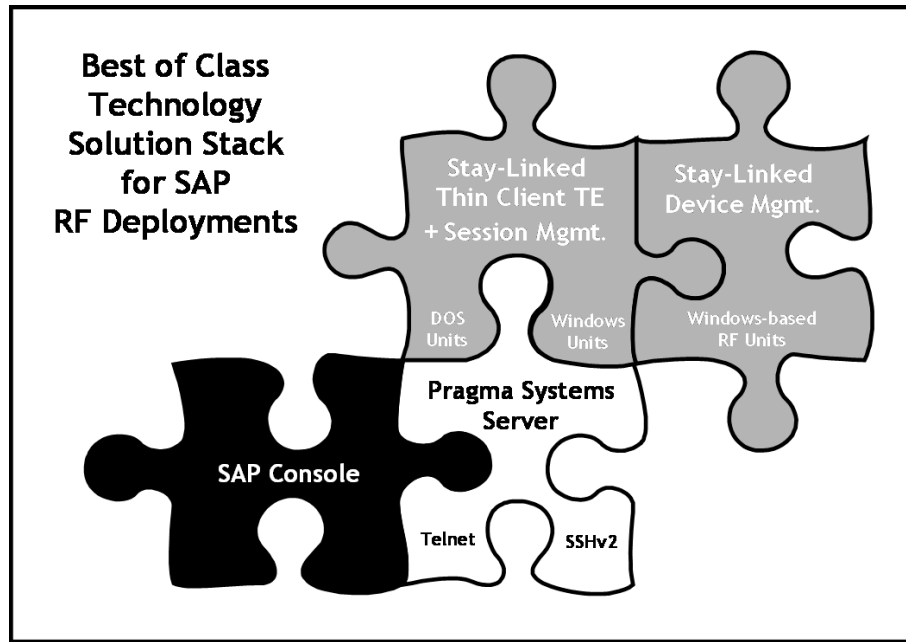 Best of Class
Technology
Solution Stack
for SAP
RF Deployments
Stay-Linked
Thin Client TE
+ Session Mgmt.
Stay-Linked
Device Mgmt.
DOS
Units
Windows
Units
Windows-based
RF Units
Pragma Systems
Server
SAP Console
Telnet
SSHv2